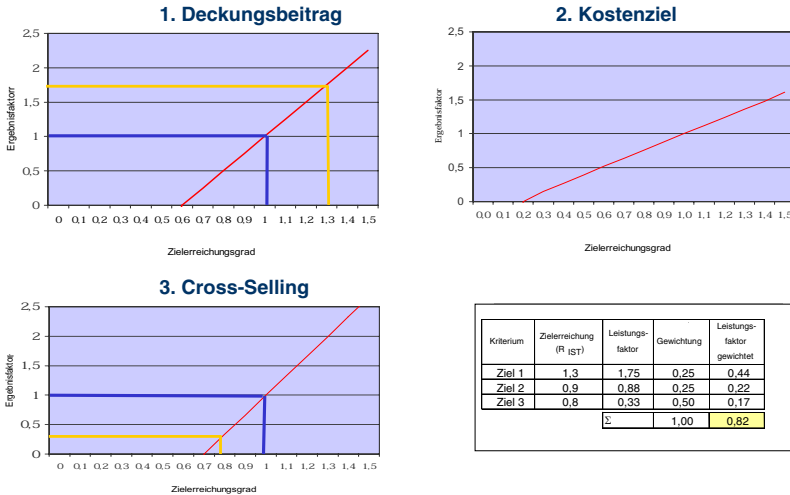 1. Deckungsbeitrag
2,5
2
1,5
1
0,5
0
Ergebnisfaktorr
0 0,1 0,2 0,3 0,4 0,5 0,6 0,7 0,8 0,9 1 1,1 1,2 1,3 1,4 1,5
Zielerreichungsgrad
2. Kostenziel
2,5
2
1,5
1
0,5
0
Ergebnisfaktor
0,0 0,1 0,2 0,3 0,4 0,5 0,6 0,7 0,8 0,9 1,0 1,1 1,2 1,3 1,4 1,5
Zielerreichungsgrad
3. Cross-Selling
2,5
2
1,5
1
0,5
0
Ergebnisfaktor
0 0,1 0,2 0,3 0,4 0,5 0,6 0,7 0,8 0,9 1 1,1 1,2 1,3 1,4 1,5
Zielerreichungsgrad
Kriterium Zielerreichung (R IST) Leistungs-faktor Gewichtung Leistungs-faktor gewichtet
Ziel 1 1,3 1,75 0,25 0,44
Ziel 2 0,9 0,88 0,25 0,22
Ziel 3 0,8 0,33 0,50 0,17
Σ 1,00 0,82